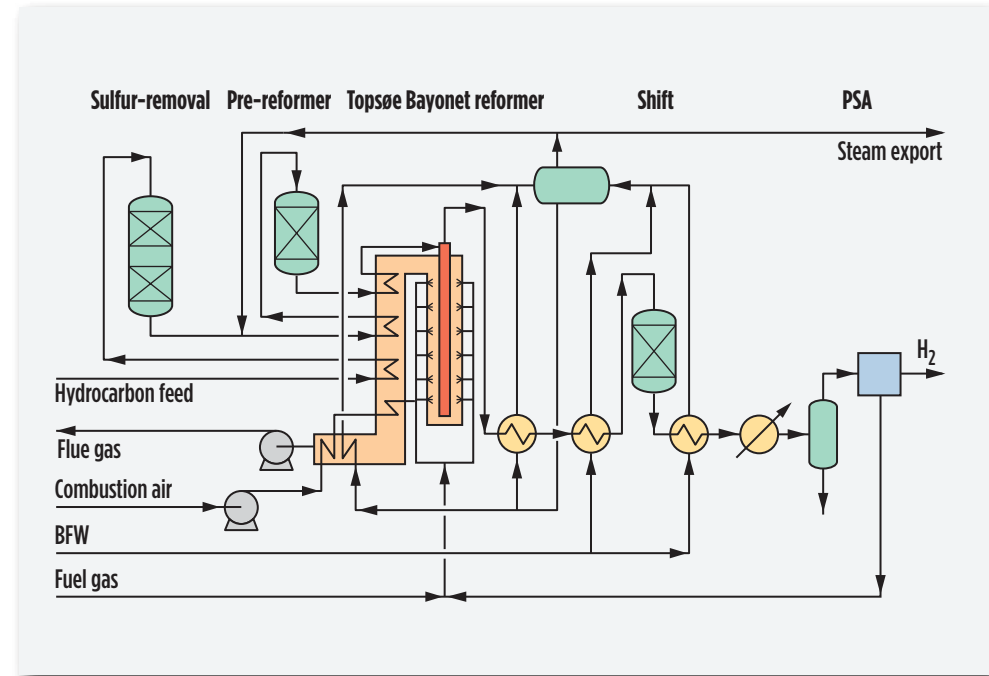 Sulfur-removal
Pre-reformer
Topsøe Bayonet reformer
Shift
PSA
Steam export
H2
Hydrocarbon feed
Flue gas
Combustion air
BFW
Fuel gas